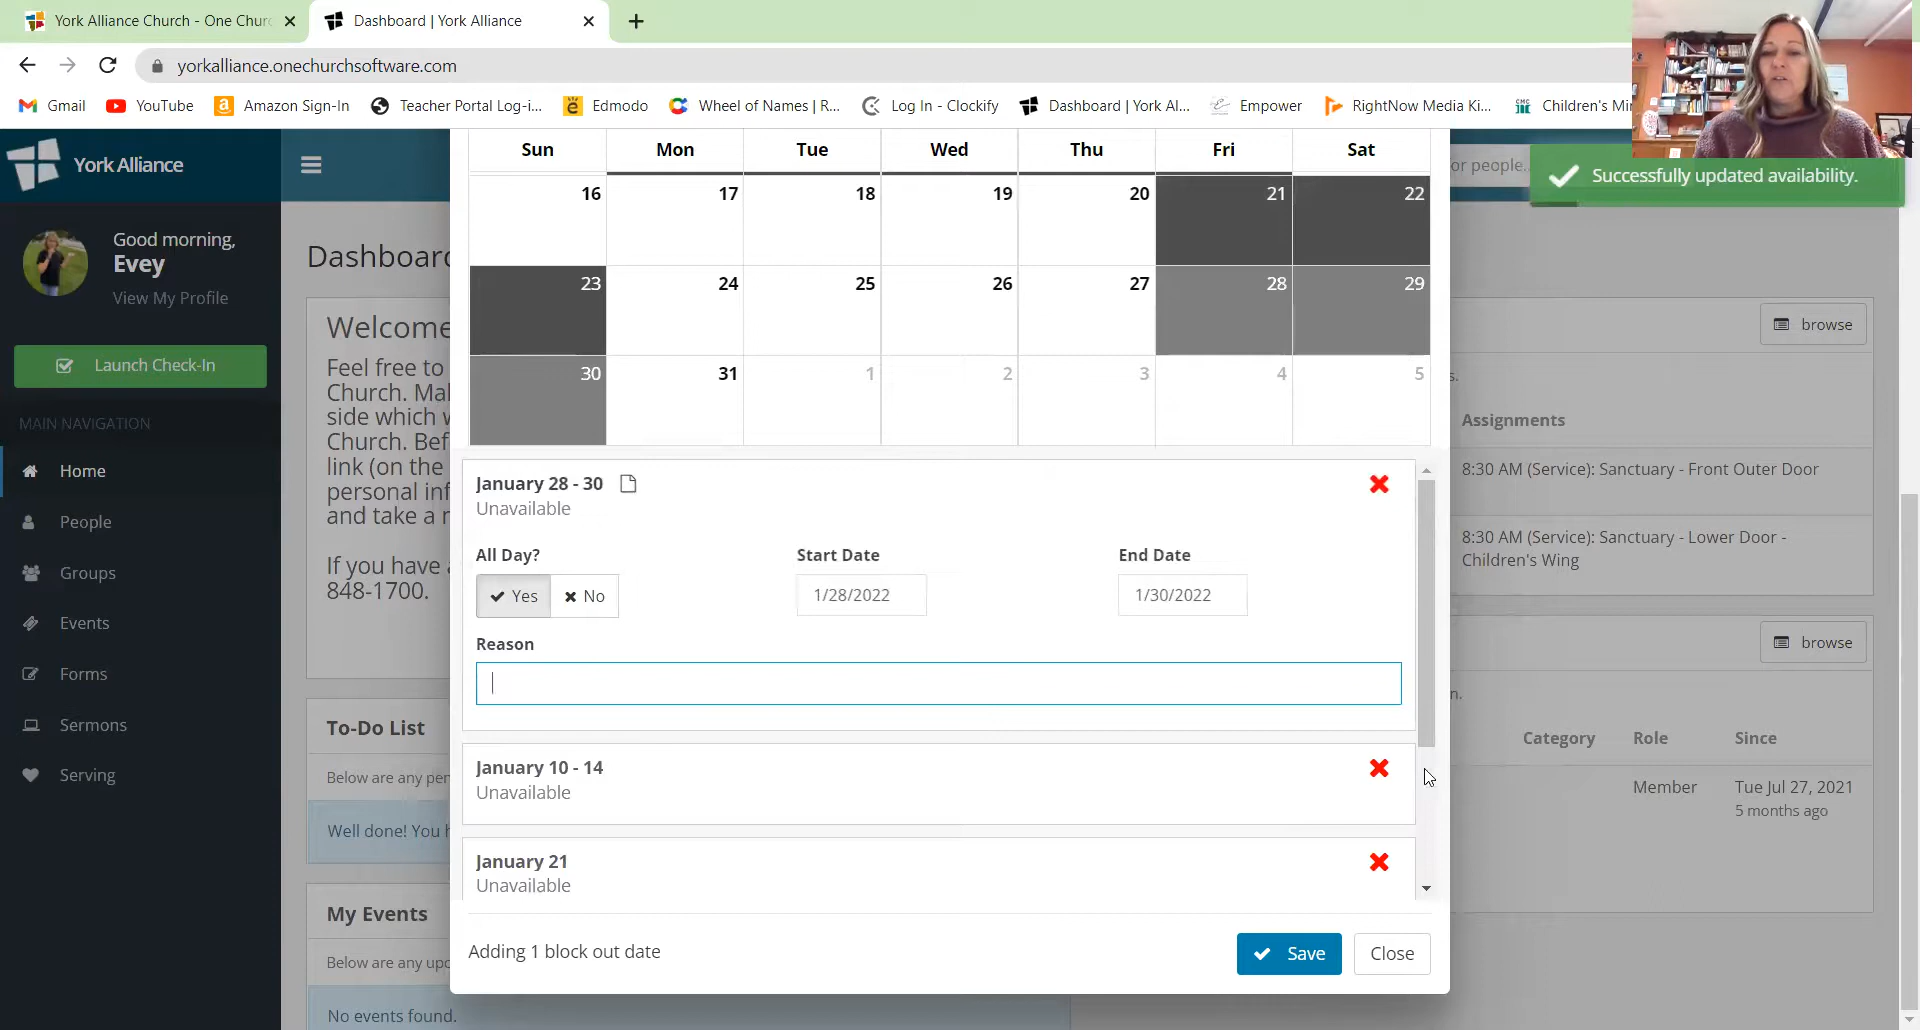 York Alliance Church - One Churc
Dashboard | York Alliance
yorkalliance.onechurchsoftware.com
Gmail
YouTube
Amazon Sign-In
Teacher Portal Log-i...
Edmodo
Wheel of Names | R...
Log In - Clockify
Dashboard | York Al...
Empower
RightNow Media Ki...
Children's Mi
York Alliance
or people..
Successfully updated availability.
Good morning,
Evey
View My Profile
Launch Check-In
MAIN NAVIGATION
Home
People
Groups
Events
Forms
Sermons
Serving
Dashboard
Welcome
Feel free to
Church. Mal
side which w
Church. Bef
link (on the
personal inf
and take a r
If you have a
848-1700.
To-Do List
Below are any pen
Well done! You h
My Events
Below are any upc
No events found.
Sun Mon Tue Wed Thu Fri Sat
16 17 18 19 20 21 22
23 24 25 26 27 28 29
30 31 1 2 3 4 5
January 28 - 30
Unavailable
All Day?
Start Date
End Date
Yes
No
1/28/2022
1/30/2022
Reason
January 10 - 14
Unavailable
January 21
Unavailable
Adding 1 block out date
Save
Close
browse
s.
Assignments
8:30 AM (Service): Sanctuary - Front Outer Door
8:30 AM (Service): Sanctuary - Lower Door -
Children's Wing
browse
n.
Category
Role
Since
Member
Tue Jul 27, 2021
5 months ago